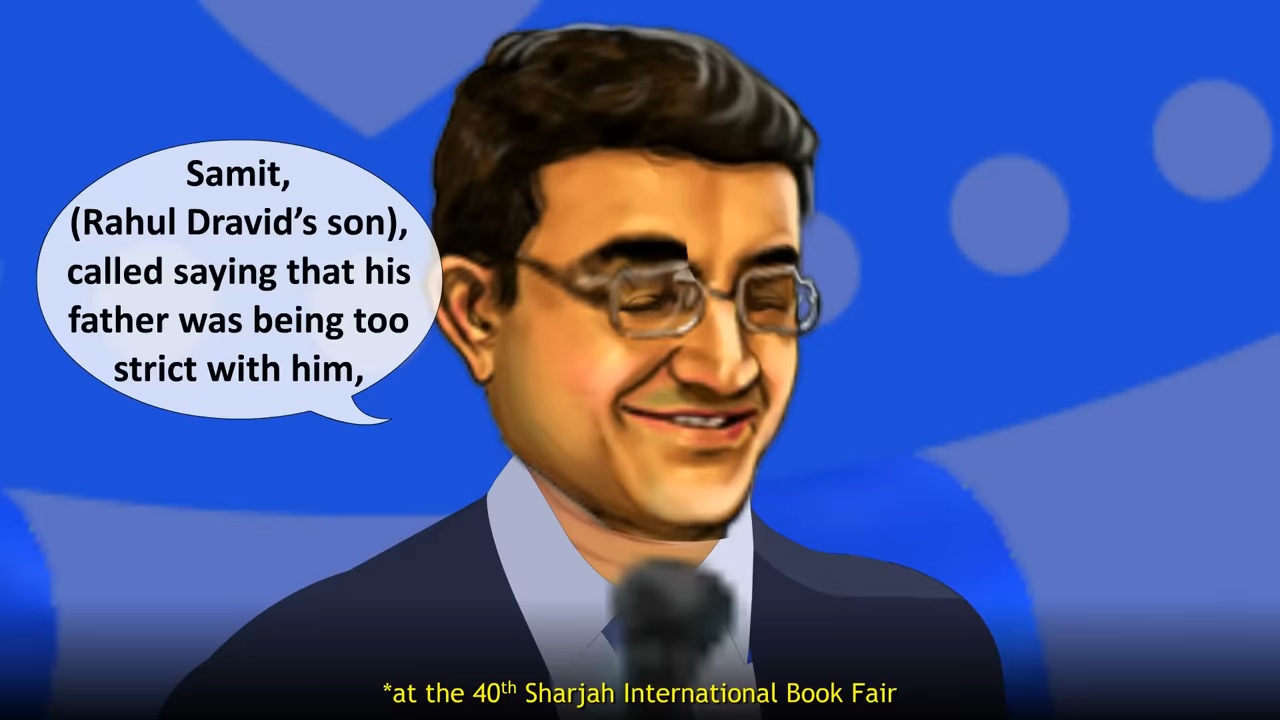 Samit,
(Rahul Dravid’s son),
called saying that his
father was being too
strict with him,
*at the 40th Sharjah International Book Fair